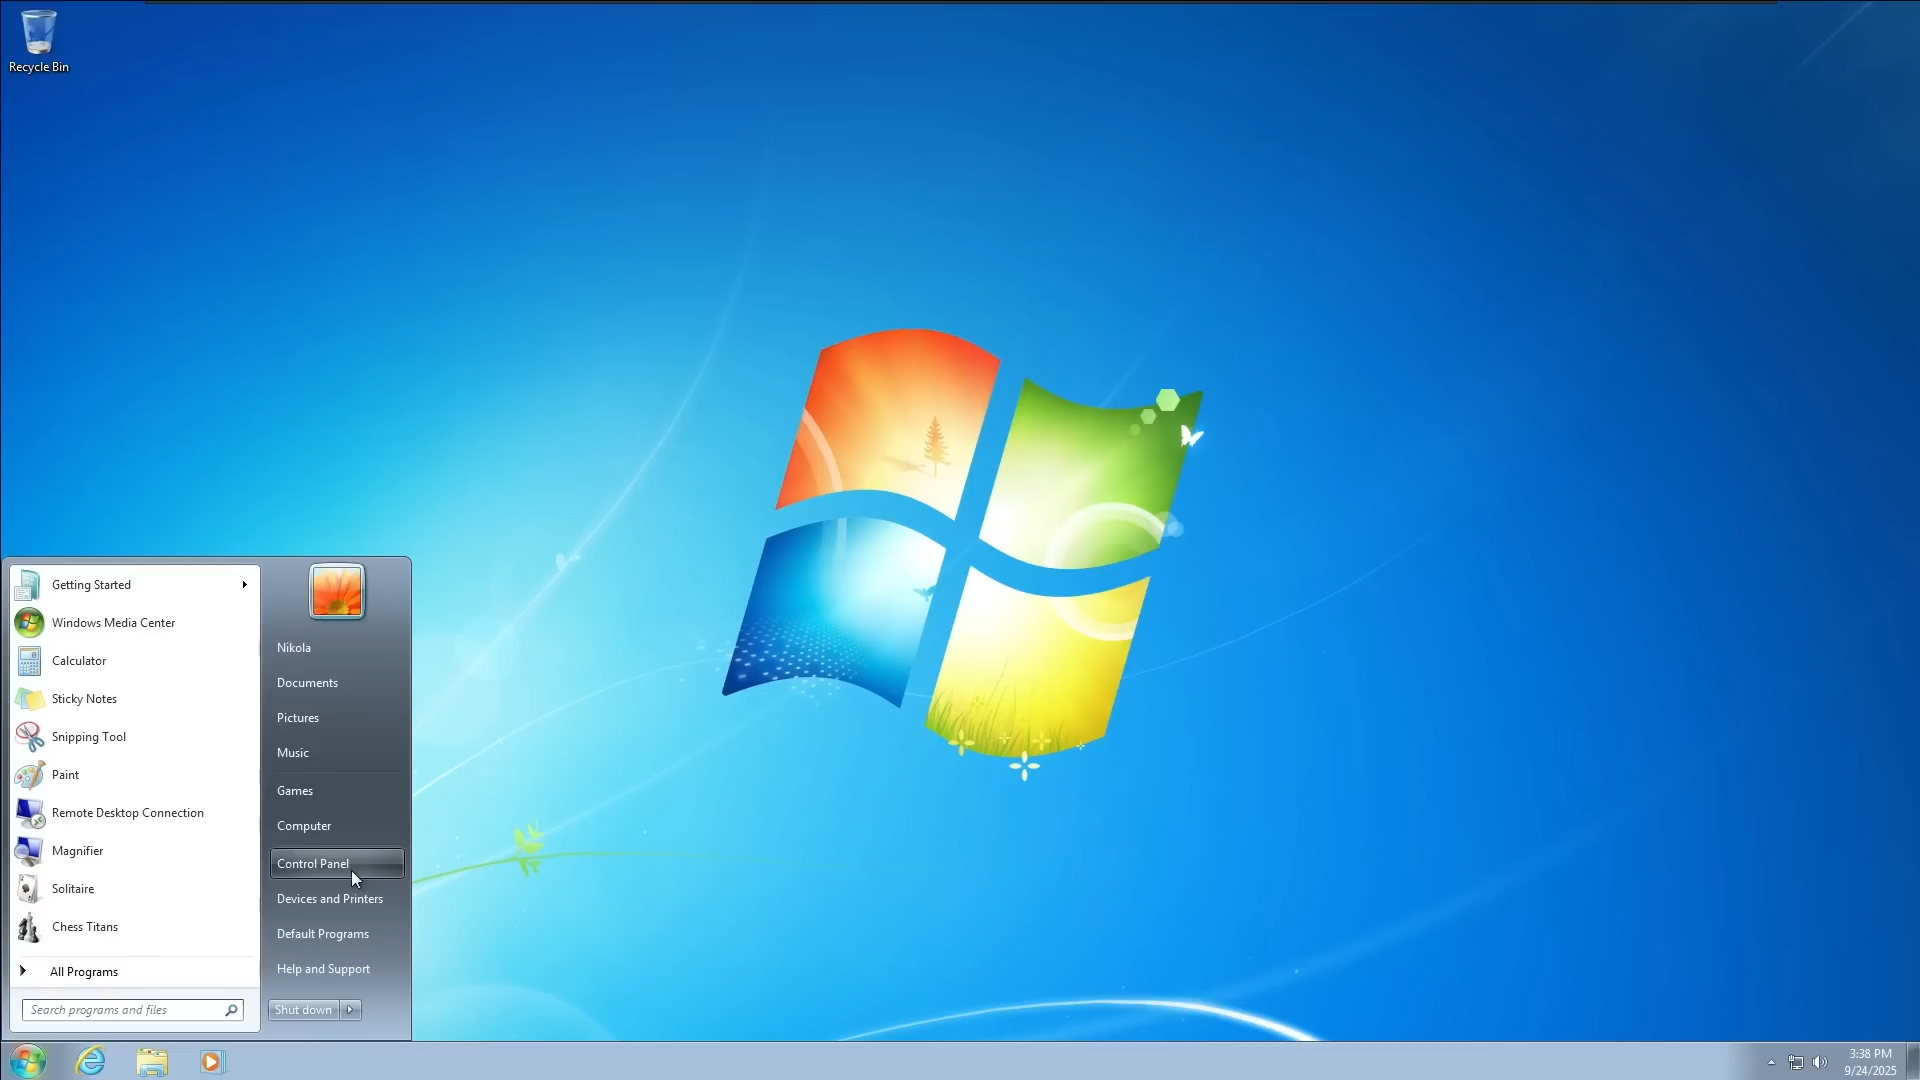 Recycle Bin
Getting Started
Windows Media Center
Calculator
Sticky Notes
Snipping Tool
Paint
Remote Desktop Connection
Magnifier
Solitaire
Chess Titans
All Programs
Search programs and files
Nikola
Documents
Pictures
Music
Games
Computer
Control Panel
Devices and Printers
Default Programs
Help and Support
Shut down
3:38 PM
9/24/2025